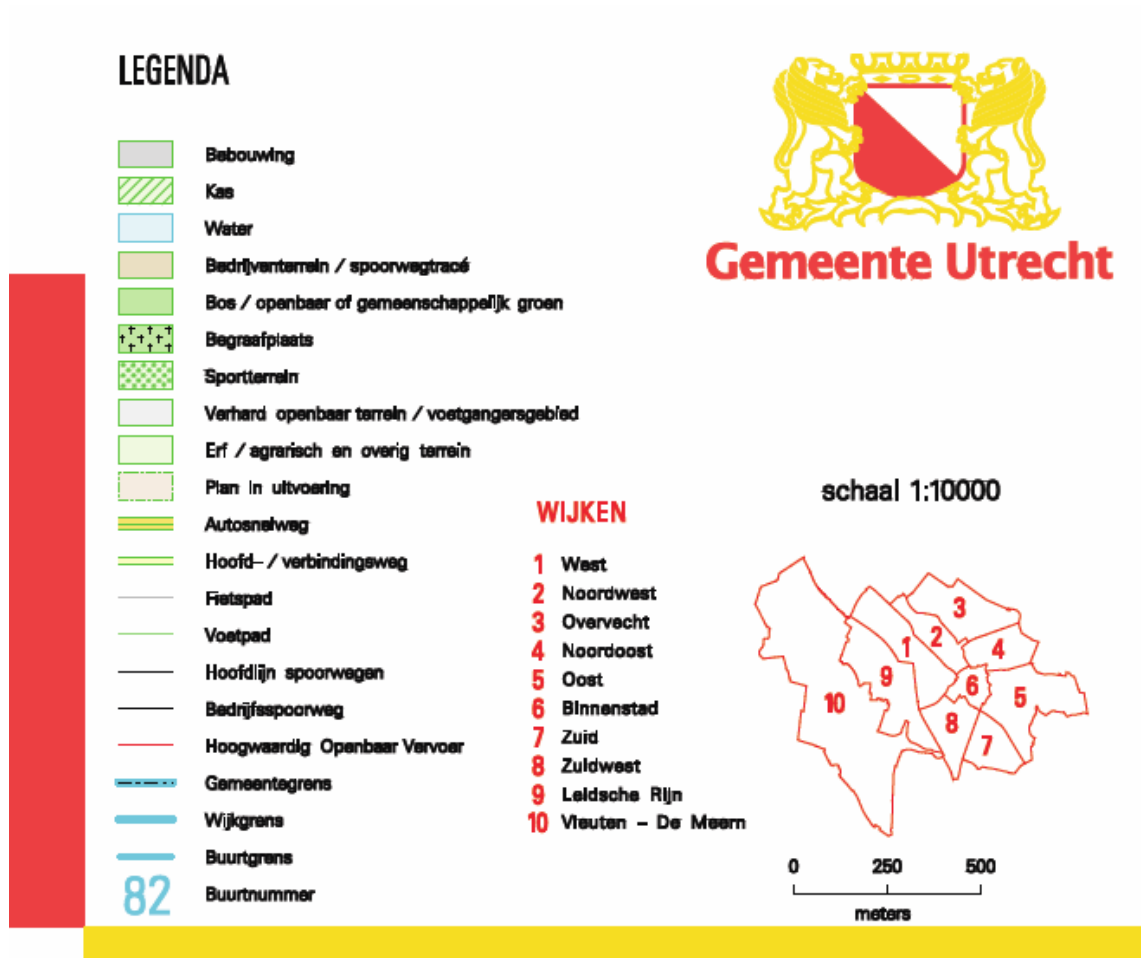 LEGENDA
Bebouwing
Kas
Water
Bedrijventerrein / spoorwegtracé
Bos / openbaar of gemeenschappelijk groen
Begraafplaats
Sportterrein
Verhard openbaar terrein / voetgangersgebied
Erf / agrarisch en overig terrein
Plan in uitvoering
Autosnelweg
Hoofd- / verbindingsweg
Fietspad
Voetpad
Hoofdlijn spoorwegen
Bedrijfsspoorweg
Hoogwaardig Openbaar Vervoer
Gemeentegrens
Wijkgrens
Buurtgrens
82 Buurtnummer
WIJKEN
1 West
2 Noordwest
3 Overvecht
4 Noordoost
5 Oost
6 Binnenstad
7 Zuid
8 Zuidwest
9 Leidsche Rijn
10 Vleuten - De Meern
Gemeente Utrecht
schaal 1:10000
3
2
1
4
9
6
5
10
8
7
0 250 500
meters